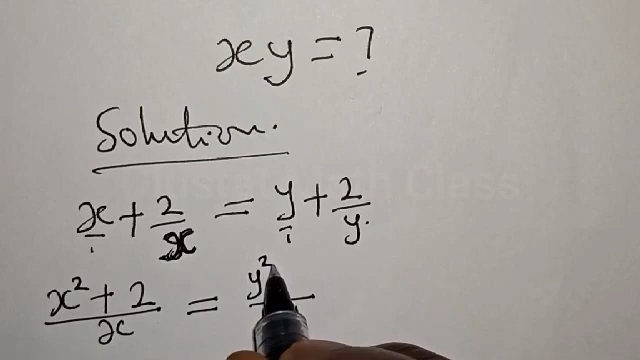 xy = ?
Solution.
x + 2/x = y + 2/y.
x² + 2 / x = y²